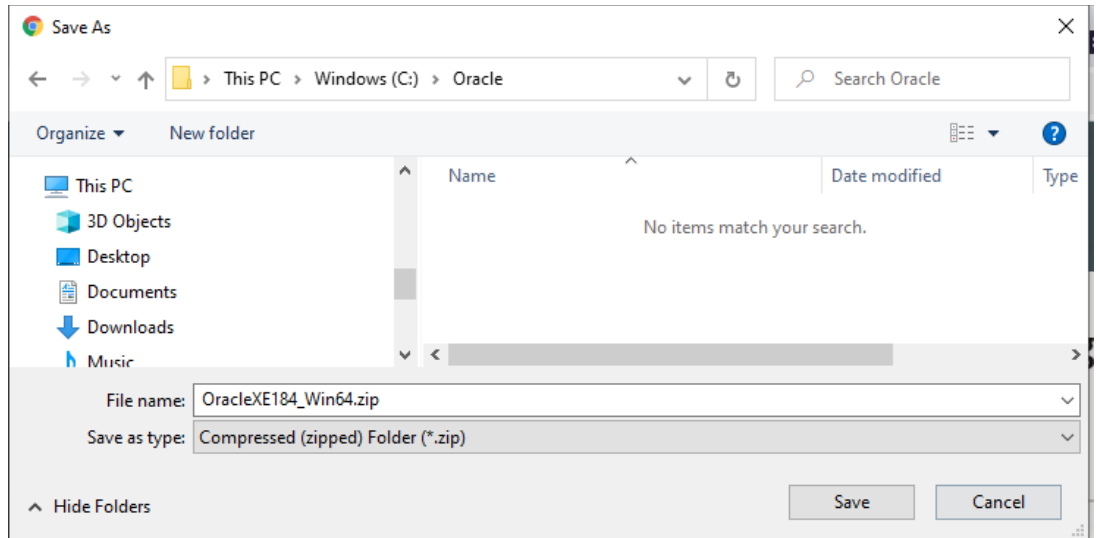 Save As
This PC > Windows (C:) > Oracle
Search Oracle
Organize
New folder
?
Name
Date modified
Type
This PC
3D Objects
Desktop
Documents
Downloads
Music
No items match your search.
File name: OracleXE184_Win64.zip
Save as type: Compressed (zipped) Folder (*.zip)
Hide Folders
Save
Cancel